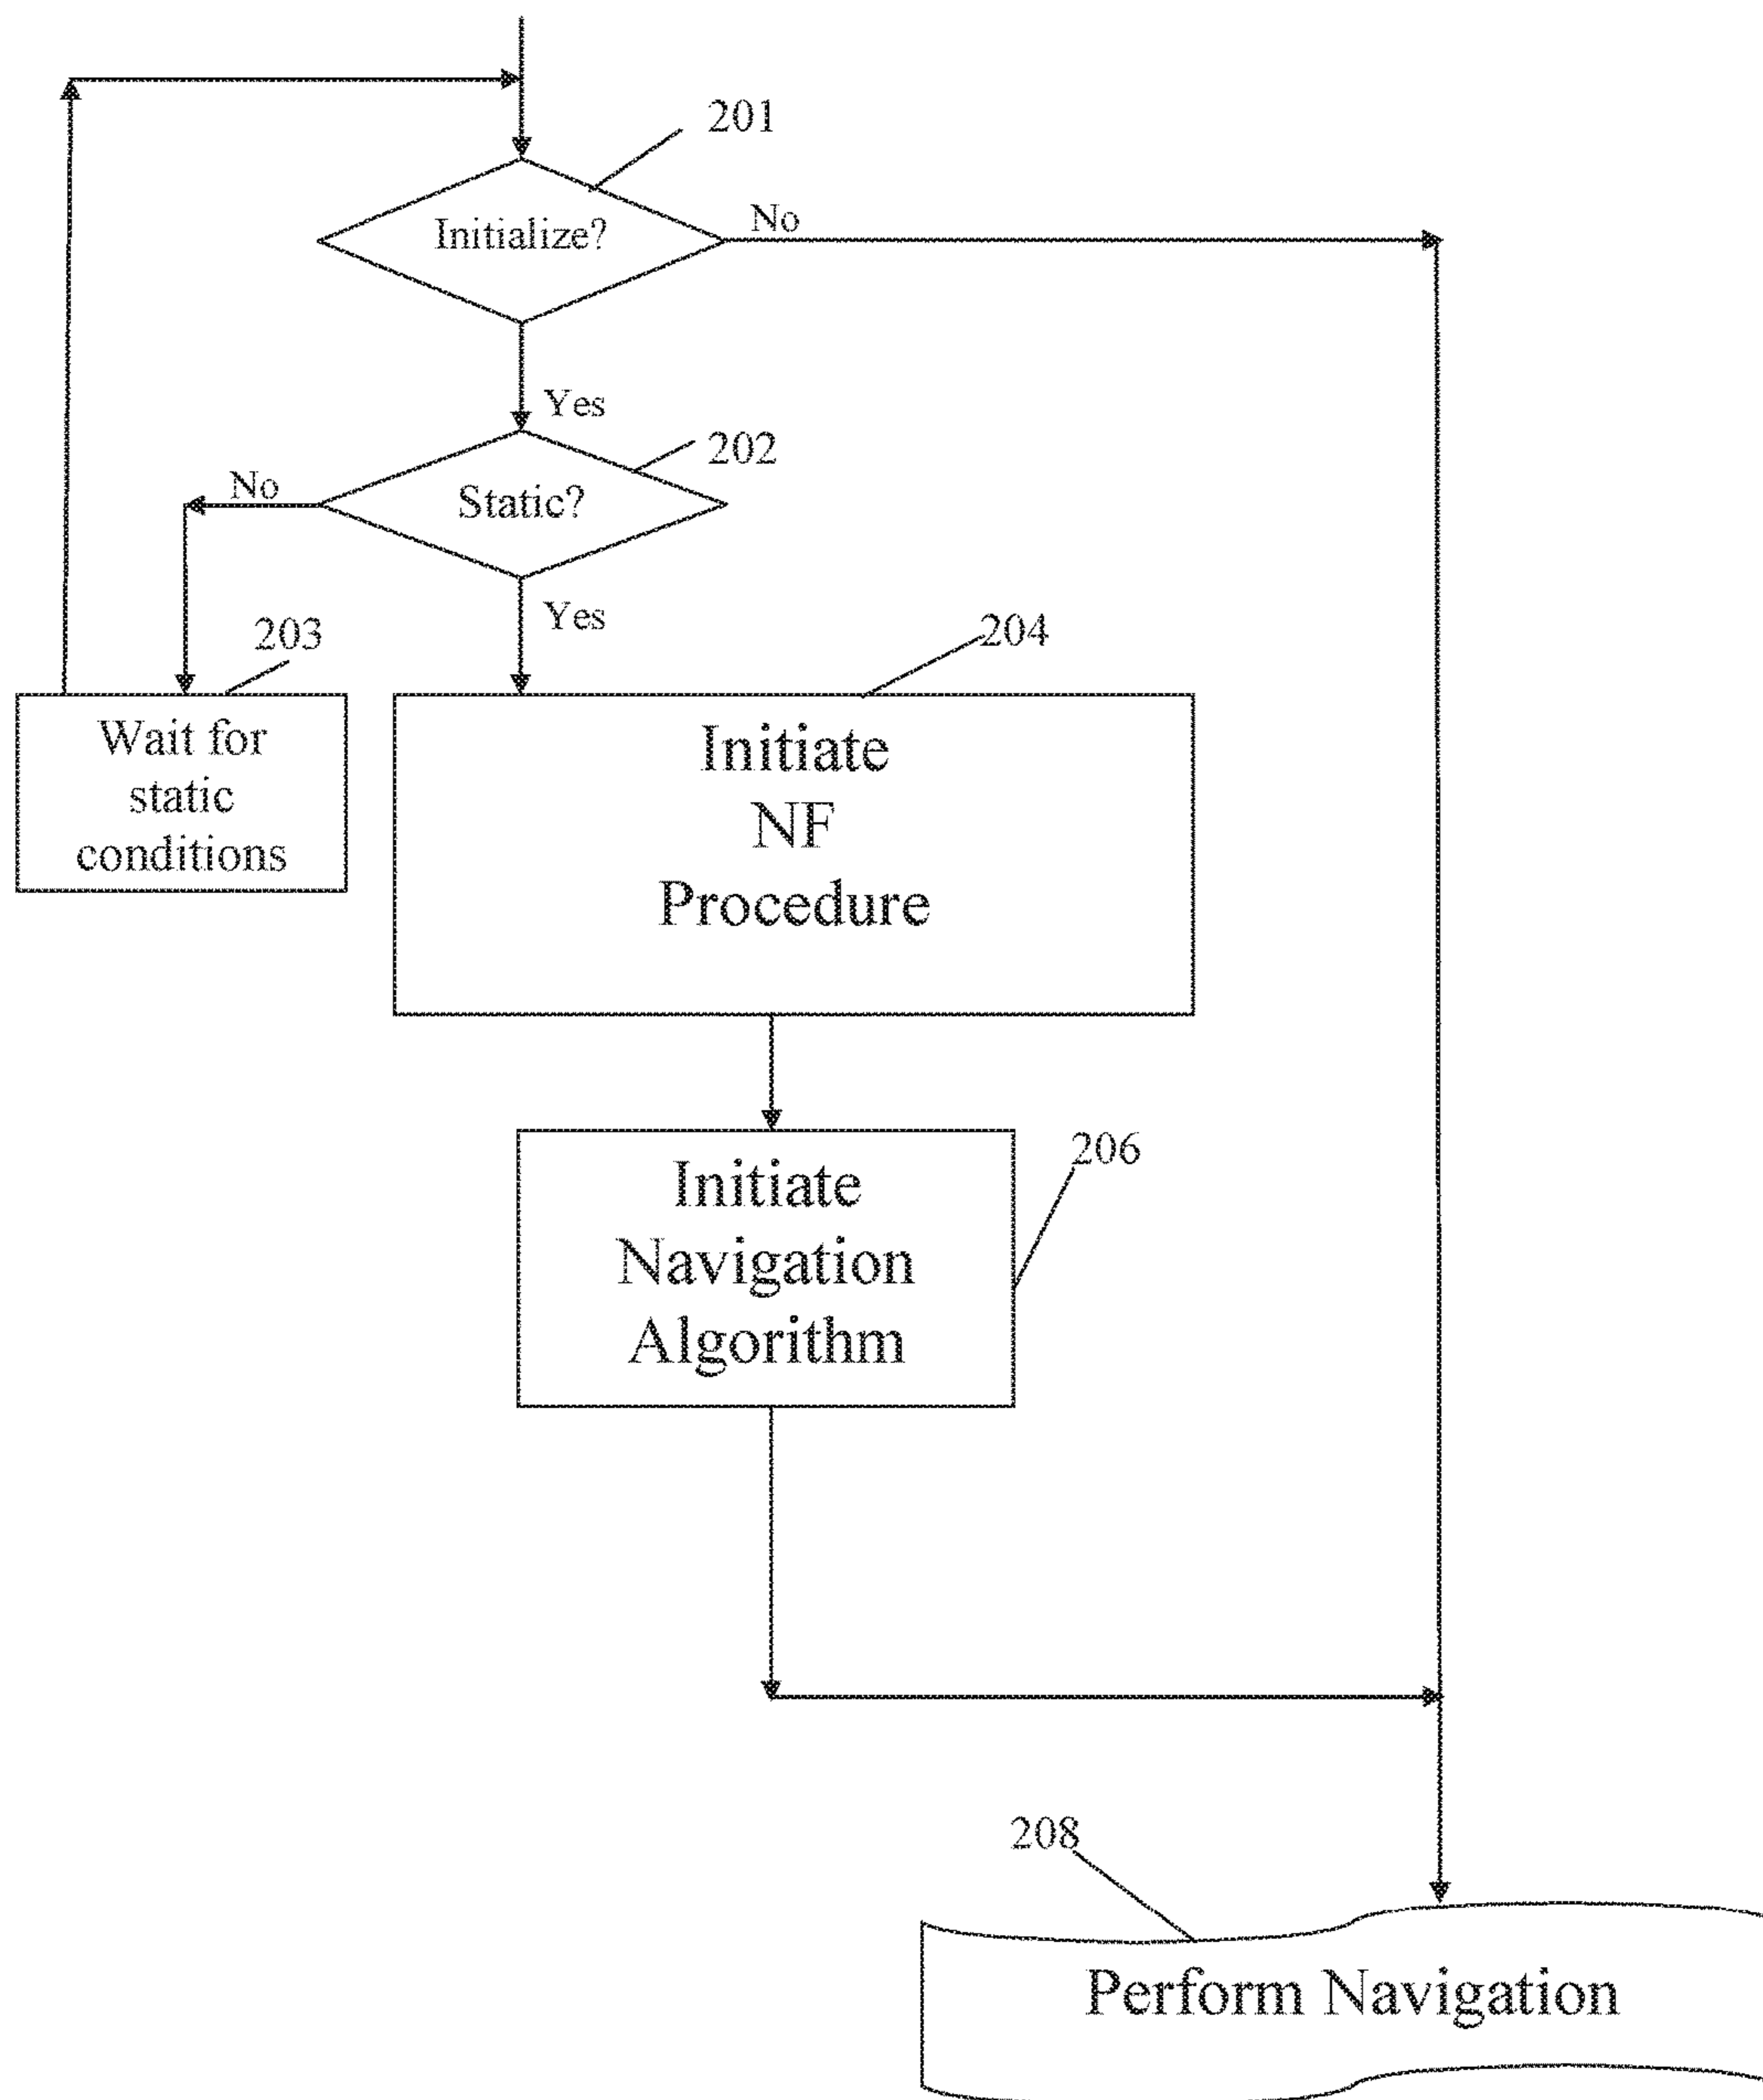 201
Initialize?
No
Yes
202
No
Static?
Yes
203
204
Wait for
static
conditions
Initiate
NF
Procedure
206
Initiate
Navigation
Algorithm
208
Perform Navigation